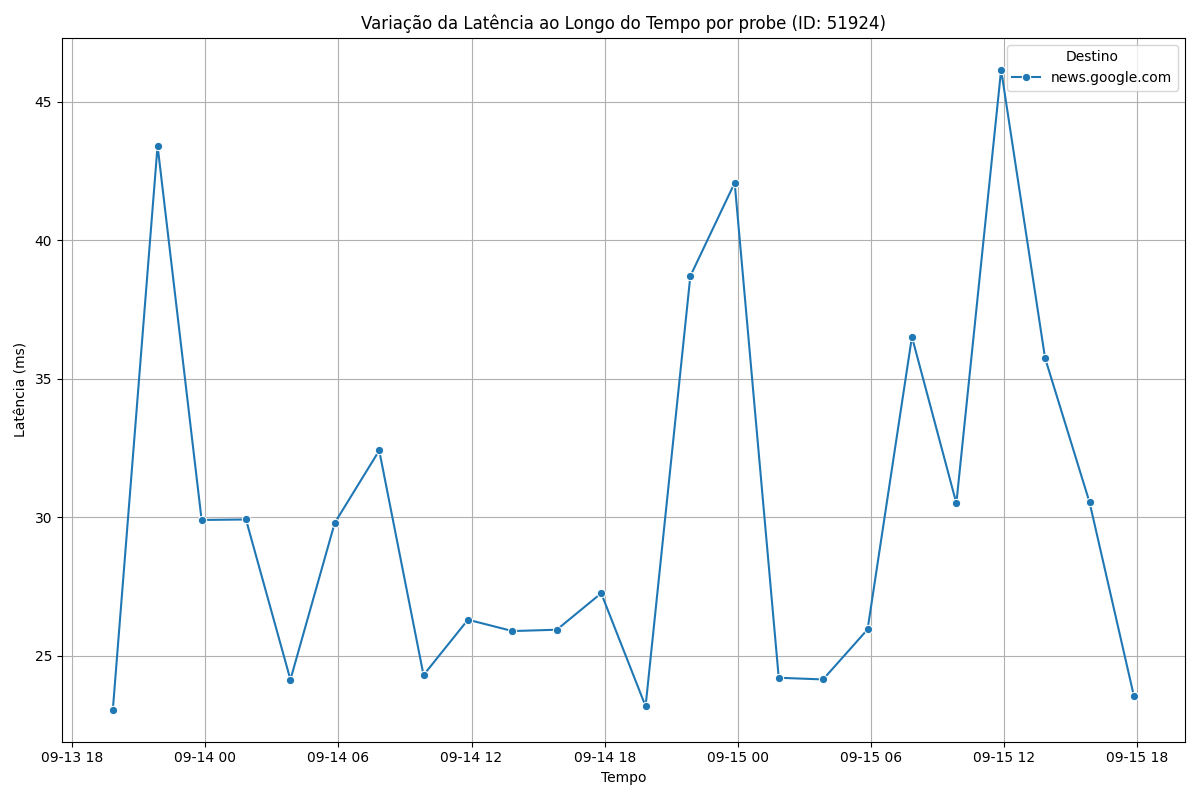 Variação da Latência ao Longo do Tempo por probe (ID: 51924)
Destino
news.google.com
45
40
35
30
25
Latência (ms)
09-13 18
09-14 00
09-14 06
09-14 12
09-14 18
09-15 00
09-15 06
09-15 12
09-15 18
Tempo